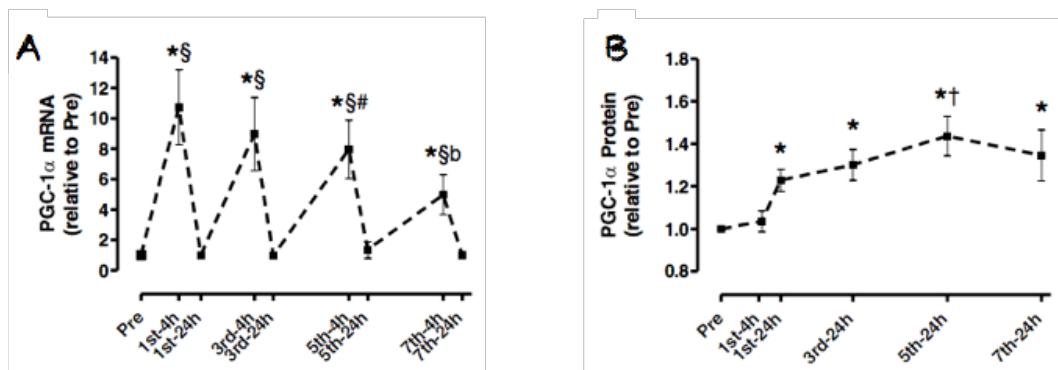 A
PGC-1α mRNA
(relative to Pre)
14
12
10
8
6
4
2
0
*§
*§
*§#
*§b
Pre
1st-4h
1st-24h
3rd-4h
3rd-24h
5th-4h
5th-24h
7th-4h
7th-24h
B
PGC-1α Protein
(relative to Pre)
1.8
1.6
1.4
1.2
1.0
0.8
*
*
*†
*
Pre
1st-4h
1st-24h
3rd-24h
5th-24h
7th-24h